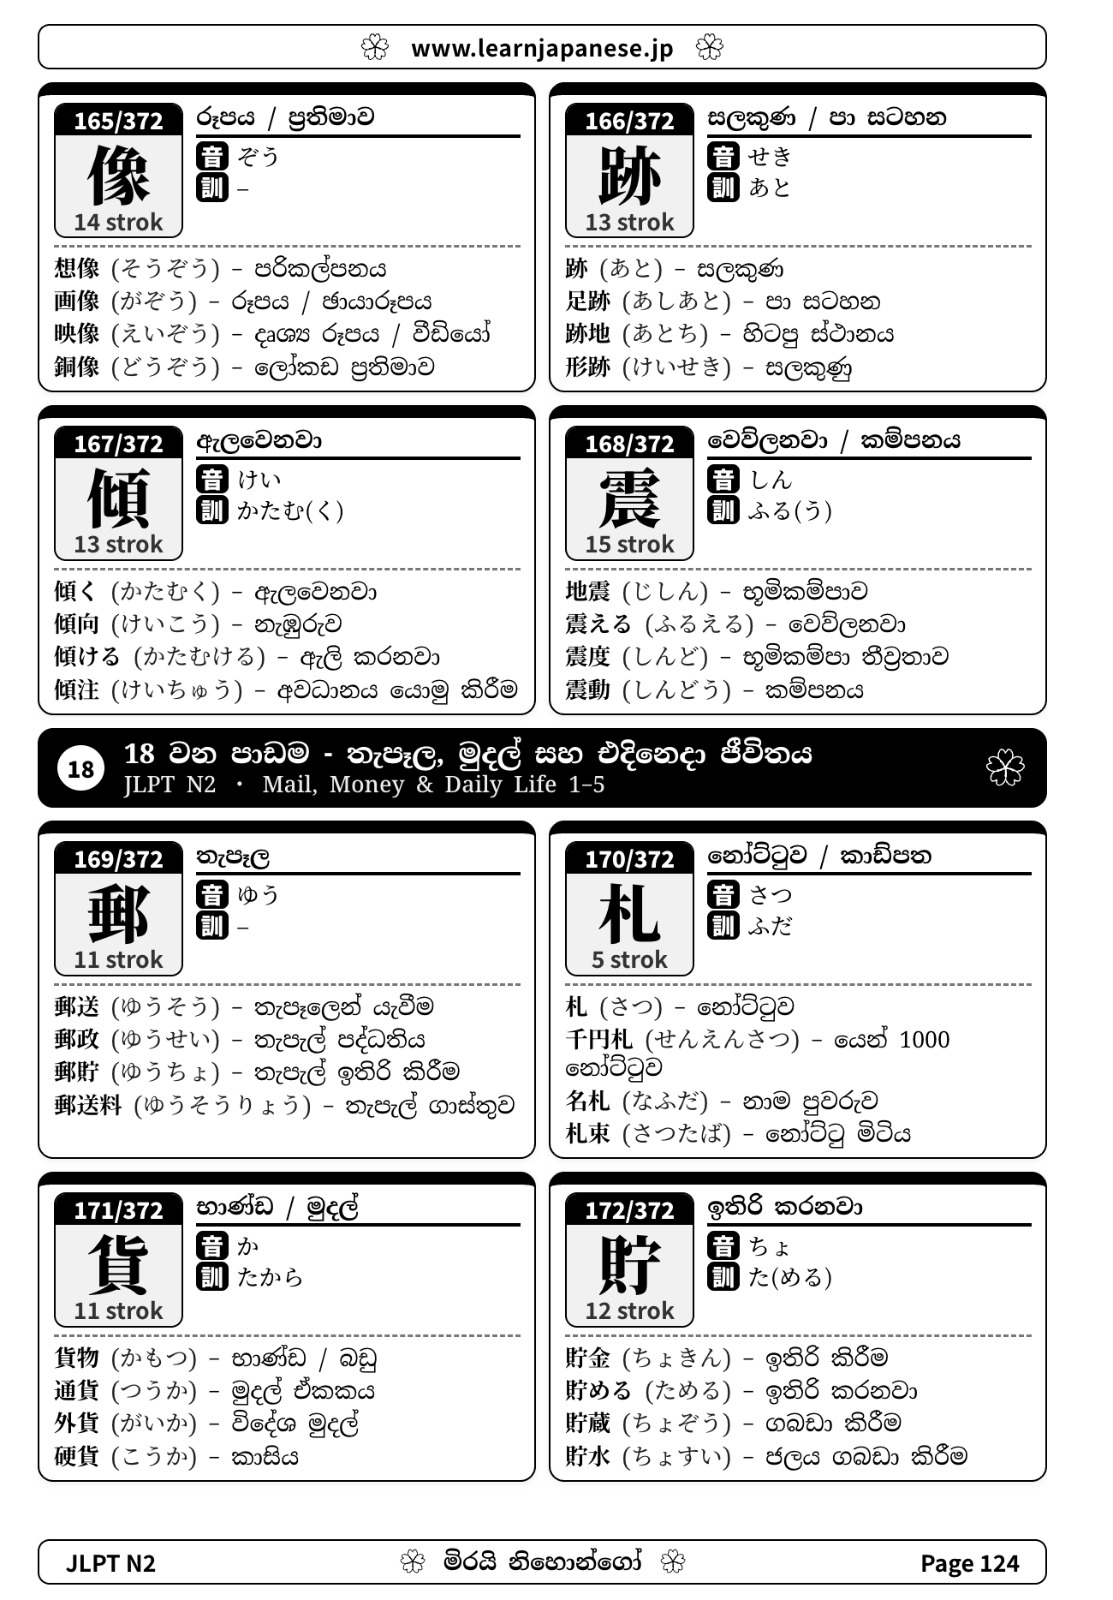 www.learnjapanese.jp
165/372
රූපය / ප්‍රතිමාව
像
音 ぞう
訓 –
14 strok
想像 (そうぞう) – පරිකල්පනය
画像 (がぞう) – රූපය / ඡායාරූපය
映像 (えいぞう) – දෘශ්‍ය රූපය / වීඩියෝ
銅像 (どうぞう) – ලෝකඩ ප්‍රතිමාව
166/372
සලකුණ / පා සටහන
跡
音 せき
訓 あと
13 strok
跡 (あと) – සලකුණ
足跡 (あしあと) – පා සටහන
跡地 (あとち) – හිටපු ස්ථානය
形跡 (けいせき) – සලකුණු
167/372
ඇලවෙනවා
傾
音 けい
訓 かたむ(く)
13 strok
傾く (かたむく) – ඇලවෙනවා
傾向 (けいこう) – නැඹුරුව
傾ける (かたむける) – ඇලි කරනවා
傾注 (けいちゅう) – අවධානය යොමු කිරීම
168/372
වෙව්ලනවා / කම්පනය
震
音 しん
訓 ふる(う)
15 strok
地震 (じしん) – භූමිකම්පාව
震える (ふるえる) – වෙව්ලනවා
震度 (しんど) – භූමිකම්පා තීව්‍රතාව
震動 (しんどう) – කම්පනය
18
18 වන පාඩම - තැපෑල, මුදල් සහ එදිනෙදා ජීවිතය
JLPT N2 ・ Mail, Money & Daily Life 1–5
169/372
තැපෑල
郵
音 ゆう
訓 –
11 strok
郵送 (ゆうそう) – තැපෑලෙන් යැවීම
郵政 (ゆうせい) – තැපැල් පද්ධතිය
郵貯 (ゆうちょ) – තැපැල් ඉතිරි කිරීම
郵送料 (ゆうそうりょう) – තැපැල් ගාස්තුව
170/372
නෝට්ටුව / කාඩ්පත
札
音 さつ
訓 ふだ
5 strok
札 (さつ) – නෝට්ටුව
千円札 (せんえんさつ) – යෙන් 1000
නෝට්ටුව
名札 (なふだ) – නාම පුවරුව
札束 (さつたば) – නෝට්ටු මිටිය
171/372
භාණ්ඩ / මුදල්
貨
音 か
訓 たから
11 strok
貨物 (かもつ) – භාණ්ඩ / බඩු
通貨 (つうか) – මුදල් ඒකකය
外貨 (がいか) – විදේශ මුදල්
硬貨 (こうか) – කාසිය
172/372
ඉතිරි කරනවා
貯
音 ちょ
訓 た(める)
12 strok
貯金 (ちょきん) – ඉතිරි කිරීම
貯める (ためる) – ඉතිරි කරනවා
貯蔵 (ちょぞう) – ගබඩා කිරීම
貯水 (ちょすい) – ජලය ගබඩා කිරීම
JLPT N2
මිරයි නිහොන්ගෝ
Page 124